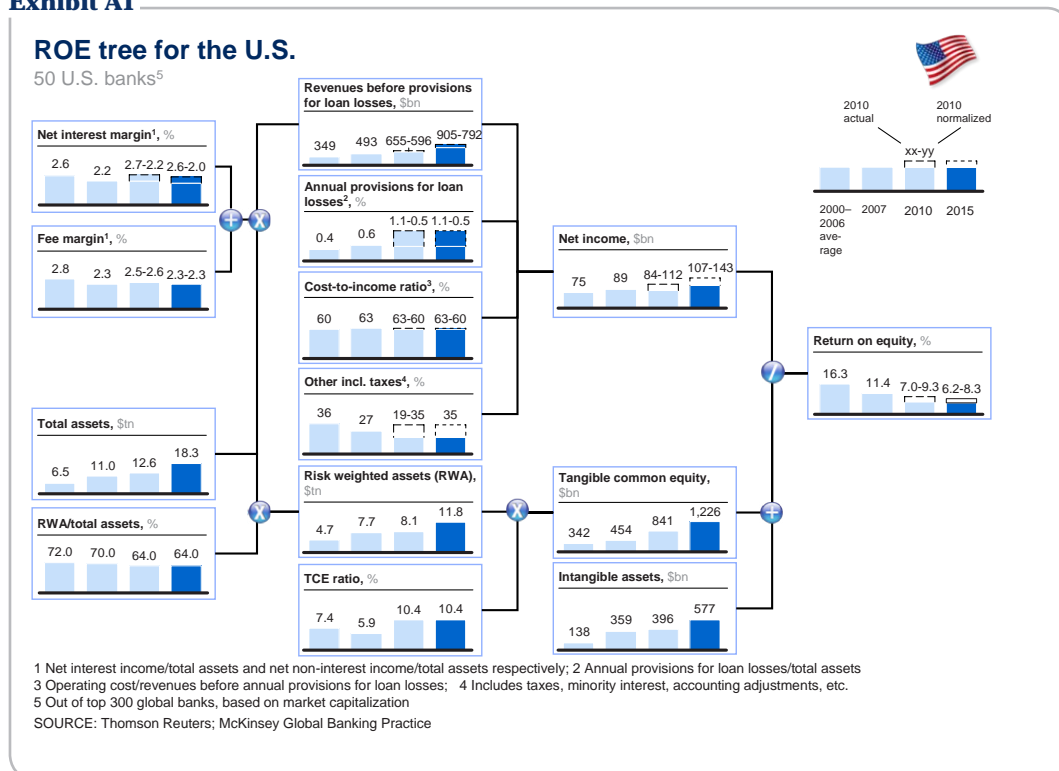 Exhibit A1
ROE tree for the U.S.
50 U.S. banks5
2010 actual
2010 normalized
xx-yy
2000–2006 ave-rage
2007
2010
2015
Net interest margin1, %
2.6 2.2 2.7-2.2 2.6-2.0
Fee margin1, %
2.8 2.3 2.5-2.6 2.3-2.3
+
X
Total assets, $tn
6.5 11.0 12.6 18.3
RWA/total assets, %
72.0 70.0 64.0 64.0
X
Revenues before provisions
for loan losses, $bn
349 493 655-596 905-792
Annual provisions for loan
losses2, %
0.4 0.6 1.1-0.5 1.1-0.5
Cost-to-income ratio3, %
60 63 63-60 63-60
Other incl. taxes4, %
36 27 19-35 35
Risk weighted assets (RWA),
$tn
4.7 7.7 8.1 11.8
TCE ratio, %
7.4 5.9 10.4 10.4
X
Net income, $bn
75 89 84-112 107-143
Tangible common equity,
$bn
342 454 841 1,226
Intangible assets, $bn
138 359 396 577
/
+
Return on equity, %
16.3 11.4 7.0-9.3 6.2-8.3
1 Net interest income/total assets and net non-interest income/total assets respectively; 2 Annual provisions for loan losses/total assets
3 Operating cost/revenues before annual provisions for loan losses; 4 Includes taxes, minority interest, accounting adjustments, etc.
5 Out of top 300 global banks, based on market capitalization
SOURCE: Thomson Reuters; McKinsey Global Banking Practice